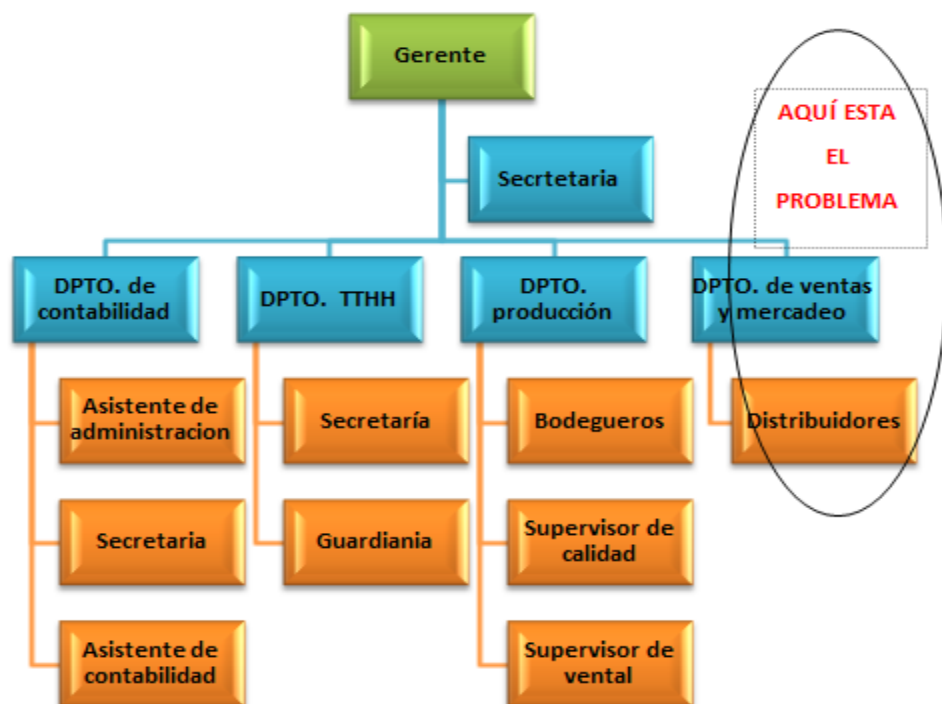 Gerente
AQUÍ ESTA
EL
PROBLEMA
Secrtetaria
DPTO. de
contabilidad
DPTO. TTHH
DPTO.
producción
DPTO. de ventas
y mercadeo
Asistente de
administracion
Secretaría
Bodegueros
Distribuidores
Secretaria
Guardiania
Supervisor de
calidad
Asistente de
contabilidad
Supervisor de
vental